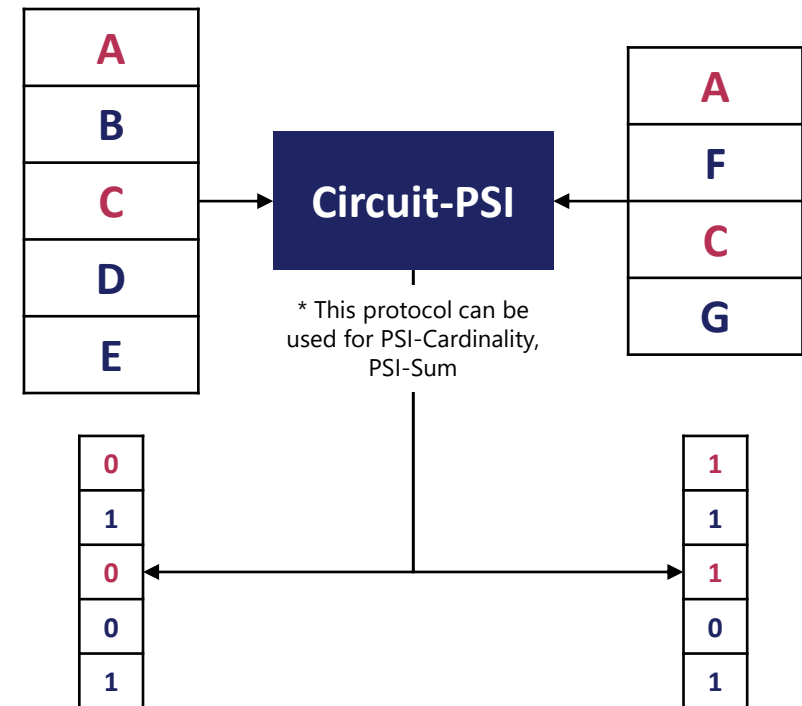 A
B
C
D
E
Circuit-PSI
A
F
C
G
* This protocol can be
used for PSI-Cardinality,
PSI-Sum
0
1
0
0
1
1
1
1
0
1